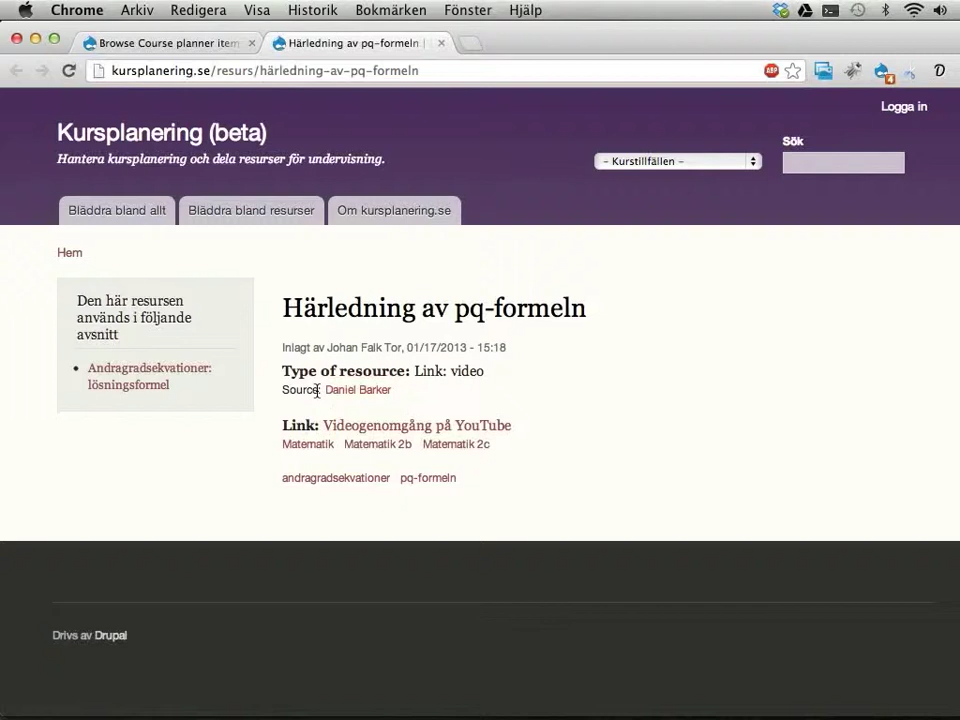 Chrome Arkiv Redigera Visa Historik Bokmärken Fönster Hjälp
Browse Course planner item
Härledning av pq-formeln |
kursplanering.se/resurs/härledning-av-pq-formeln
ABP
4
D
Logga in
Kursplanering (beta)
Hantera kursplanering och dela resurser för undervisning.
- Kurstillfällen -
Sök
Bläddra bland allt
Bläddra bland resurser
Om kursplanering.se
Hem
Den här resursen
används i följande
avsnitt
Andragradsekvationer:
lösningsformel
Härledning av pq-formeln
Inlagt av Johan Falk Tor, 01/17/2013 - 15:18
Type of resource: Link: video
Source: Daniel Barker
Link: Videogenomgång på YouTube
Matematik Matematik 2b Matematik 2c
andragradsekvationer pq-formeln
Drivs av Drupal